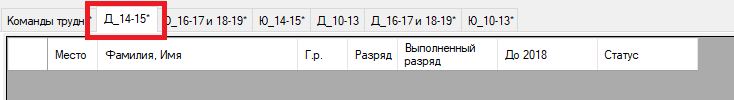 Команды трудн* Д_14-15* Ю_16-17 и 18-19* Ю_14-15* Д_10-13 Д_16-17 и 18-19* Ю_10-13*
Место Фамилия, Имя Г.р. Разряд Выполненный разряд До 2018 Статус